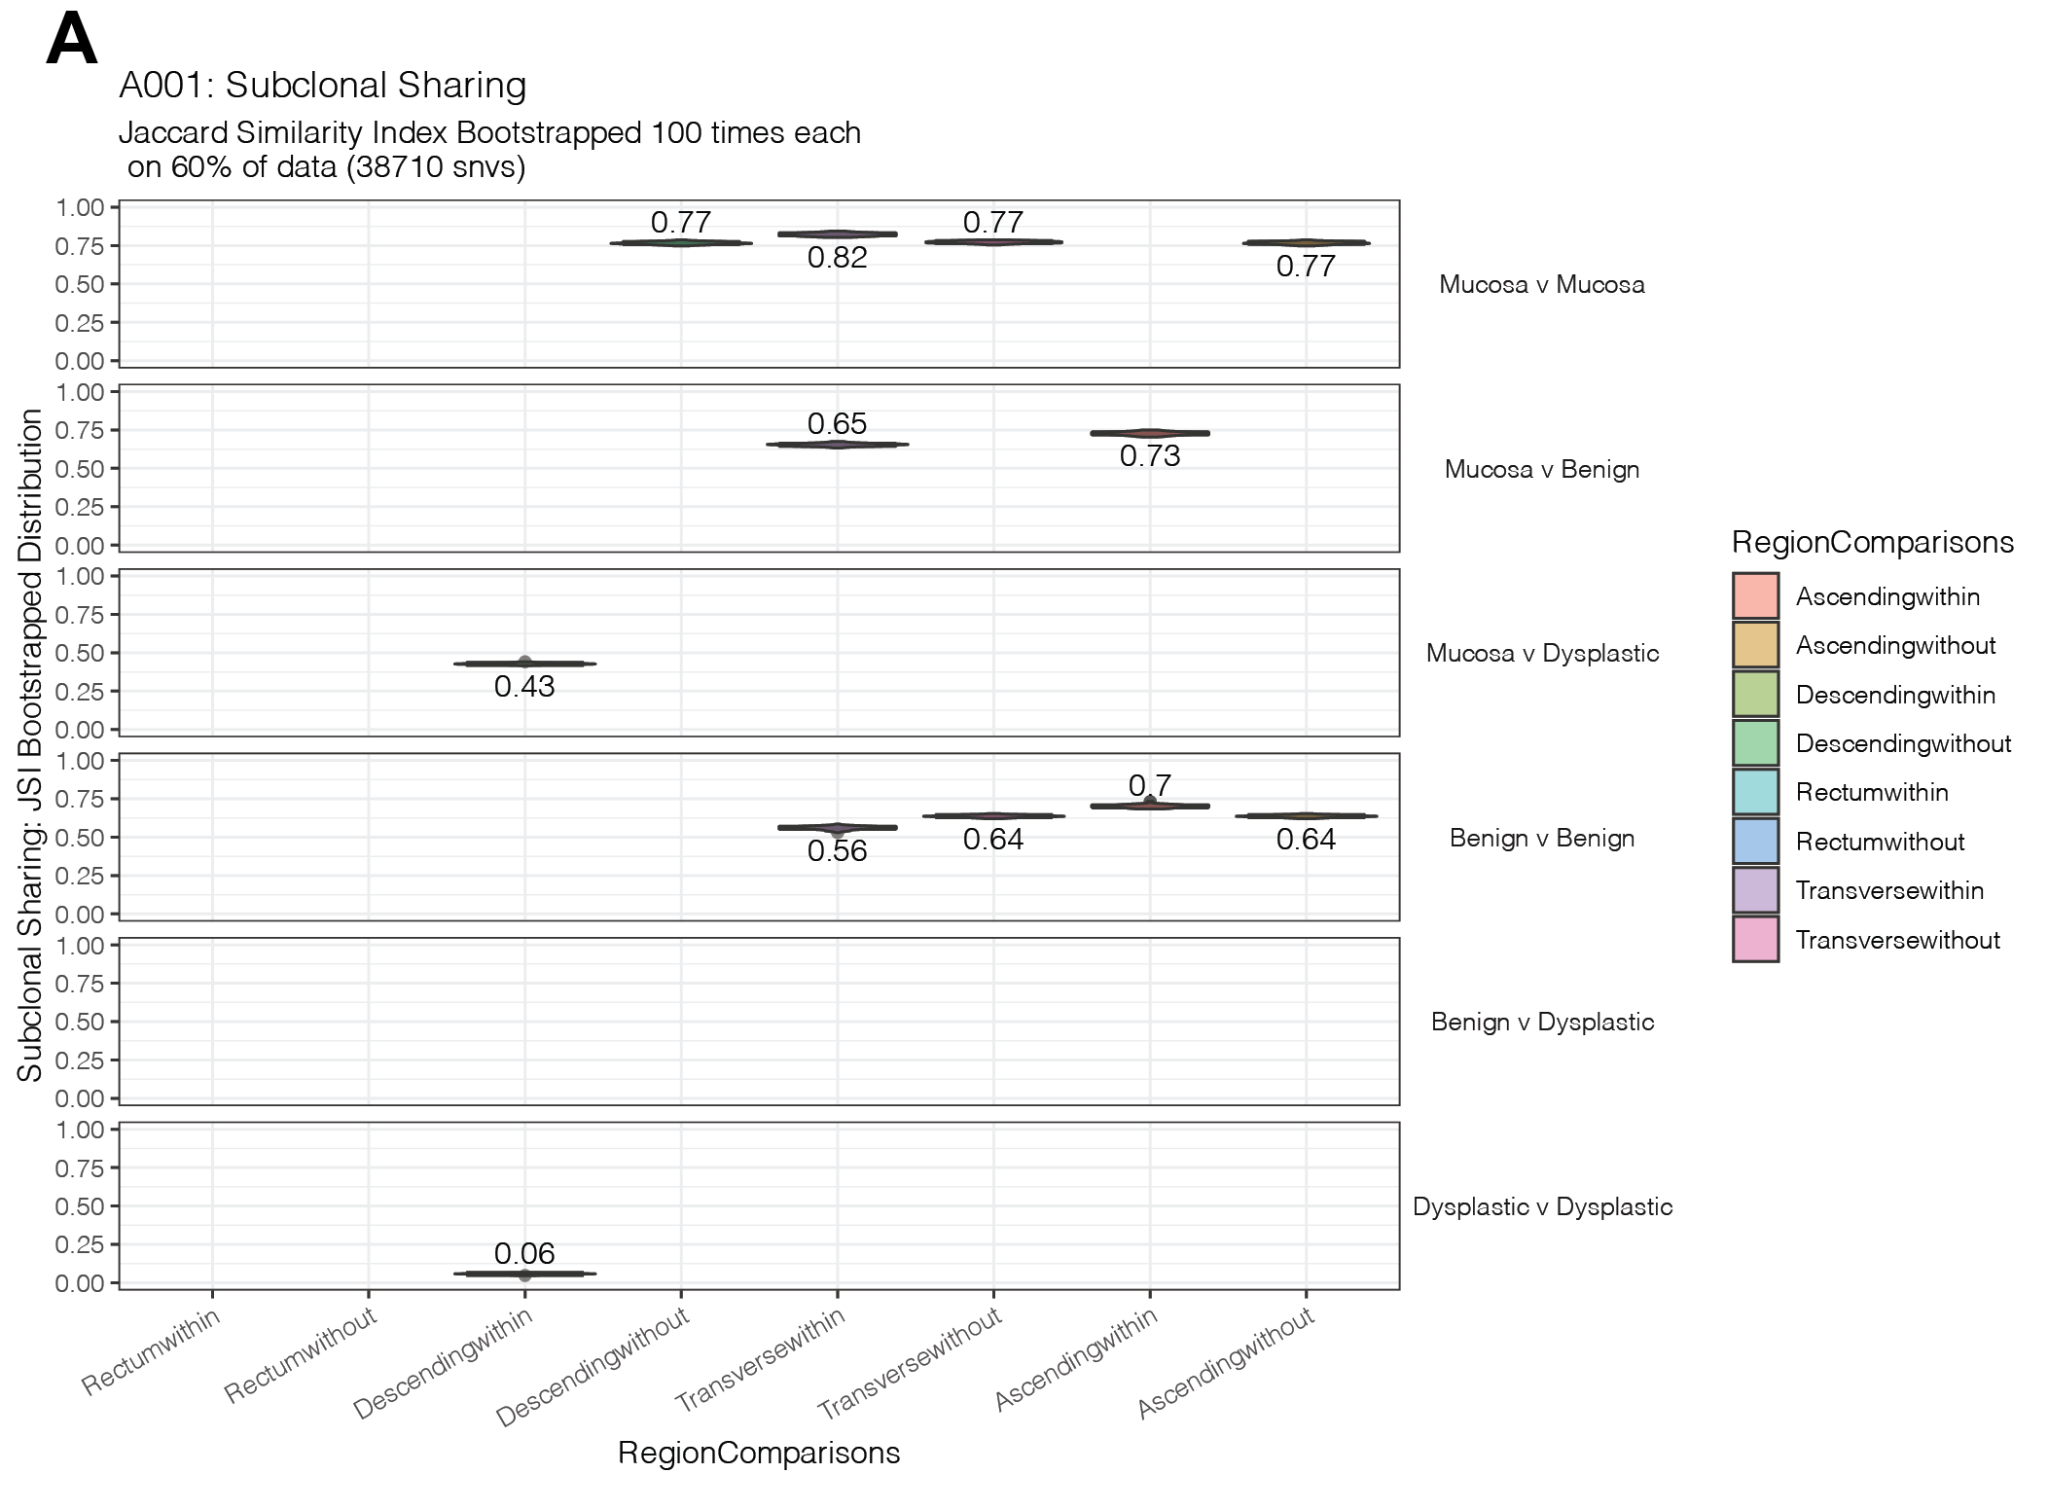 A
A001: Subclonal Sharing
Jaccard Similarity Index Bootstrapped 100 times each
on 60% of data (38710 snvs)
Subclonal Sharing: JSI Bootstrapped Distribution
1.00
0.75
0.50
0.25
0.00
0.77
0.82
0.77
0.77
Mucosa v Mucosa
1.00
0.75
0.50
0.25
0.00
0.65
0.73
Mucosa v Benign
1.00
0.75
0.50
0.25
0.00
0.43
Mucosa v Dysplastic
1.00
0.75
0.50
0.25
0.00
0.56
0.64
0.7
0.64
Benign v Benign
1.00
0.75
0.50
0.25
0.00
Benign v Dysplastic
1.00
0.75
0.50
0.25
0.00
0.06
Dysplastic v Dysplastic
Rectumwithin
Rectumwithout
Descendingwithin
Descendingwithout
Transversewithin
Transversewithout
Ascendingwithin
Ascendingwithout
RegionComparisons
RegionComparisons
Ascendingwithin
Ascendingwithout
Descendingwithin
Descendingwithout
Rectumwithin
Rectumwithout
Transversewithin
Transversewithout